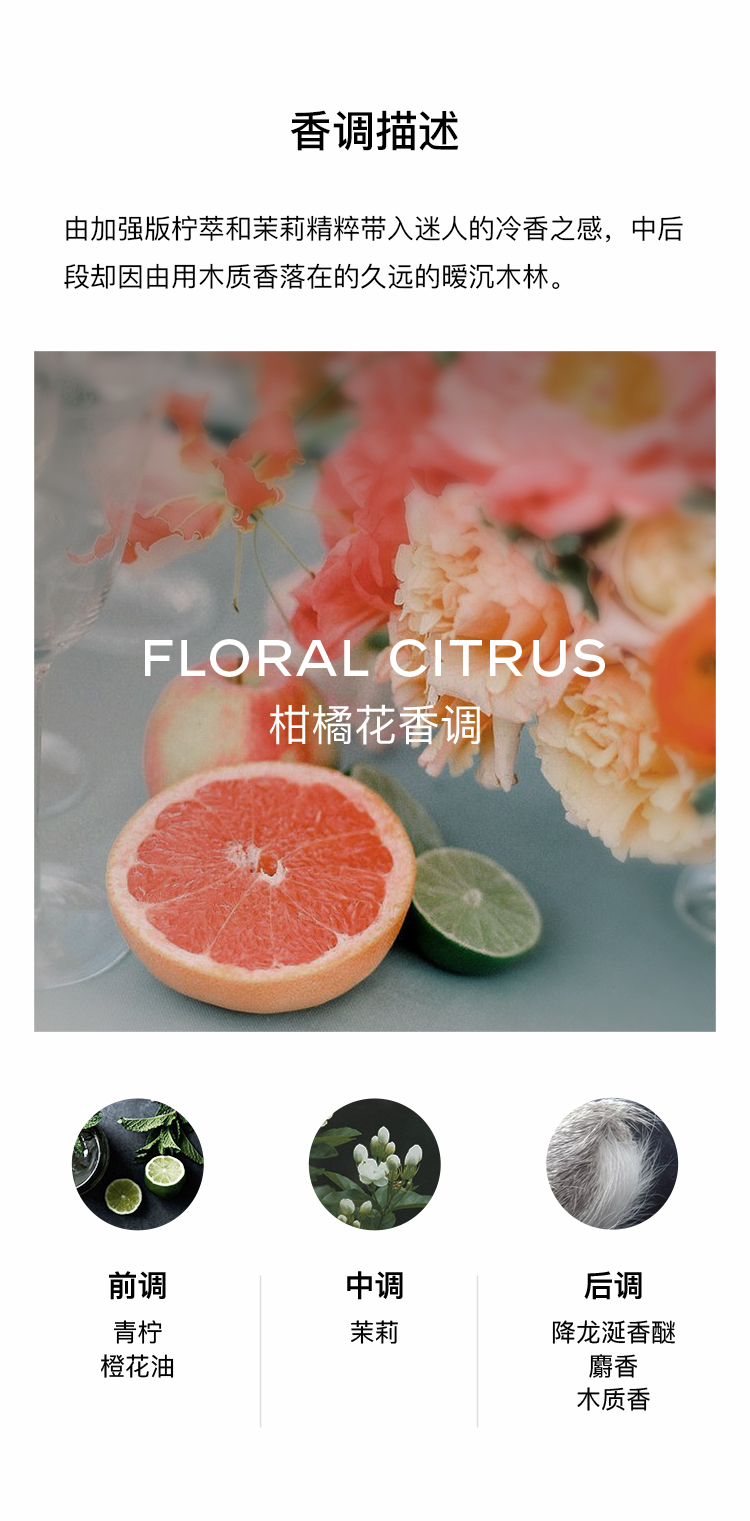 香调描述
由加强版柠萃和茉莉精粹带入迷人的冷香之感，中后
段却因由用木质香落在的久远的暧沉木林。
FLORAL CITRUS
柑橘花香调
前调
青柠
橙花油
中调
茉莉
后调
降龙涎香醚
麝香
木质香